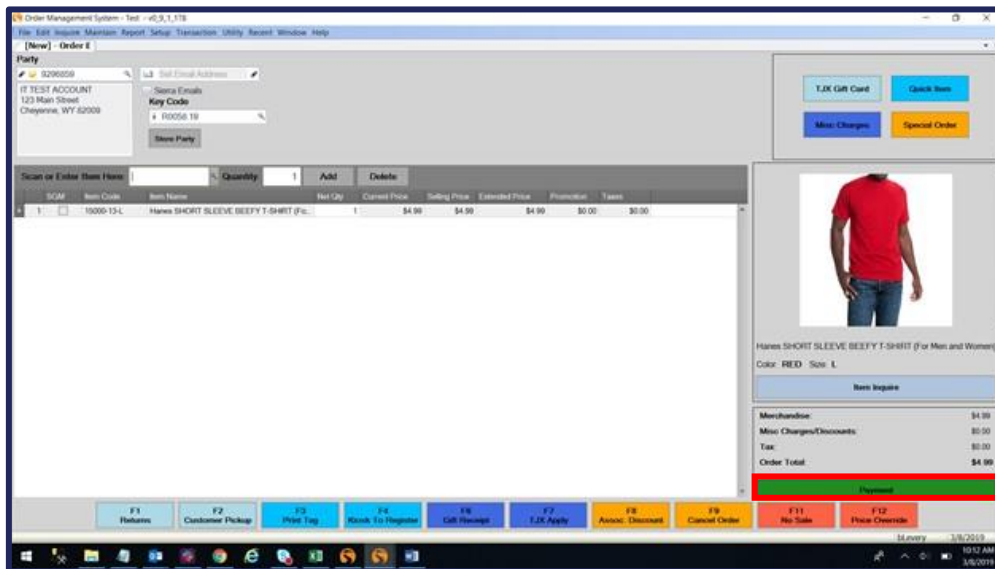 Order Management System - Test - v0_9_1_178
File Edit Inquire Maintain Report Setup Transaction Utility Recent Window Help
[New] - Order #
Party
9296859
Sell Email Address
IT TEST ACCOUNT
123 Main Street
Cheyenne, WY 82009
Sierra Emails
Key Code
R0058.19
Store Party
TJX Gift Card
Quick Item
Misc Charges
Special Order
Scan or Enter Item Here:
Quantity
1
Add
Delete
SGM Item Code Item Name Net Qty Current Price Selling Price Extended Price Promotion Taxes
1 15000-13-L Hanes SHORT SLEEVE BEEFY T-SHIRT (Fo.. 1 $4.99 $4.99 $4.99 $0.00 $0.00
Hanes SHORT SLEEVE BEEFY T-SHIRT (For Men and Women)
Color RED Size L
Item Inquire
Merchandise: $4.99
Misc Charges/Discounts: $0.00
Tax: $0.00
Order Total $4.99
Payment
F1 Returns
F2 Customer Pickup
F3 Print Tag
F4 Kiosk To Register
F6 Gift Receipt
F7 TJX Apply
F8 Assoc. Discount
F9 Cancel Order
F11 No Sale
F12 Price Override
bLevery 3/8/2019
10:12 AM
3/8/2019